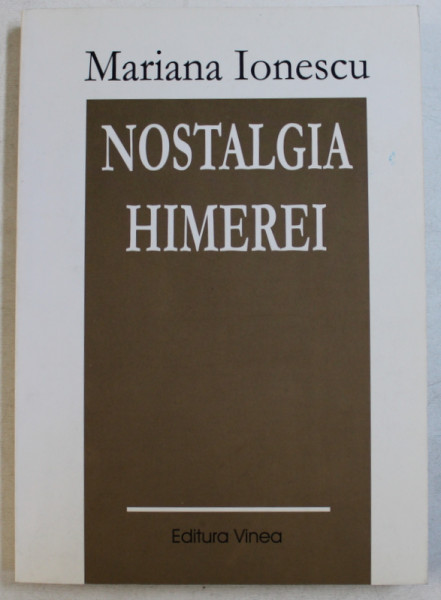 Mariana Ionescu
NOSTALGIA
HIMEREI
Editura Vinea